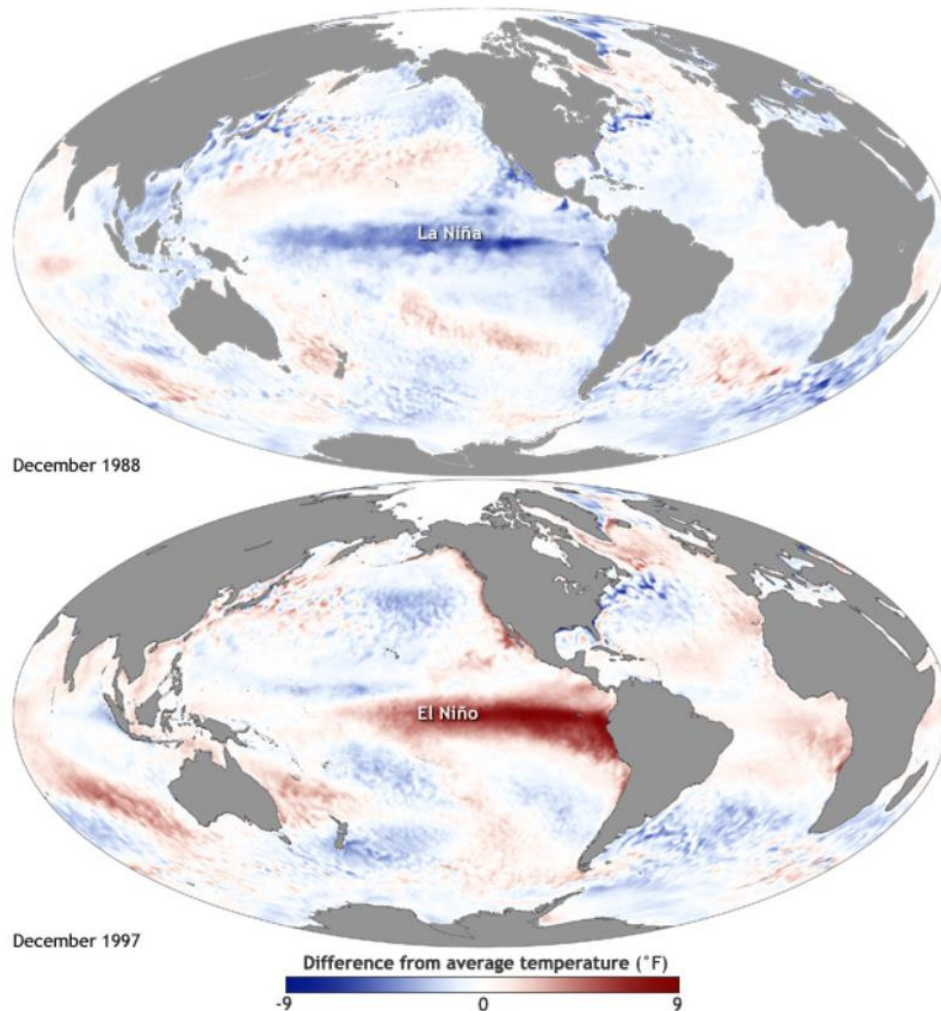 La Niña
December 1988
El Niño
December 1997
Difference from average temperature (°F)
-9 0 9